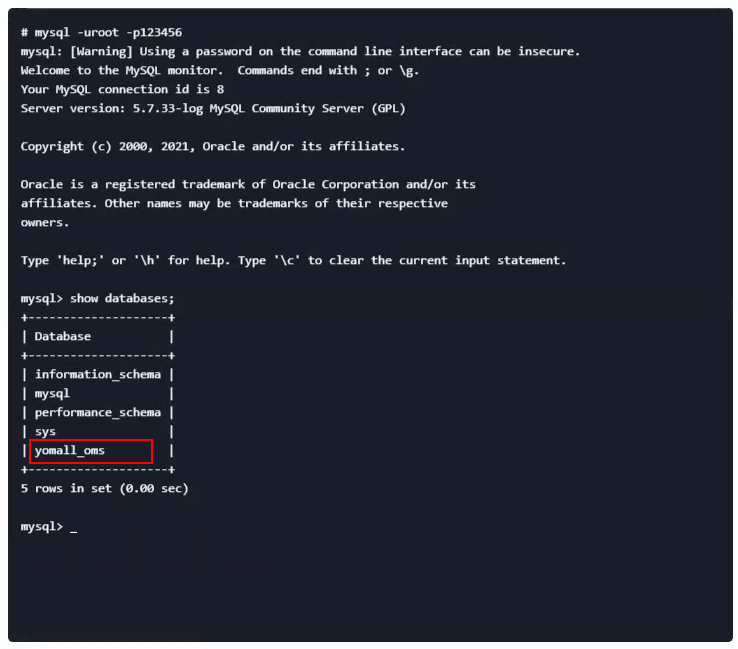 # mysql -uroot -p123456
mysql: [Warning] Using a password on the command line interface can be insecure.
Welcome to the MySQL monitor.  Commands end with ; or \g.
Your MySQL connection id is 8
Server version: 5.7.33-log MySQL Community Server (GPL)
Copyright (c) 2000, 2021, Oracle and/or its affiliates.
Oracle is a registered trademark of Oracle Corporation and/or its
affiliates. Other names may be trademarks of their respective
owners.
Type 'help;' or '\h' for help. Type '\c' to clear the current input statement.
mysql> show databases;
+--------------------+
| Database           |
+--------------------+
| information_schema |
| mysql              |
| performance_schema |
| sys                |
| yomall_oms         |
+--------------------+
5 rows in set (0.00 sec)
mysql> _